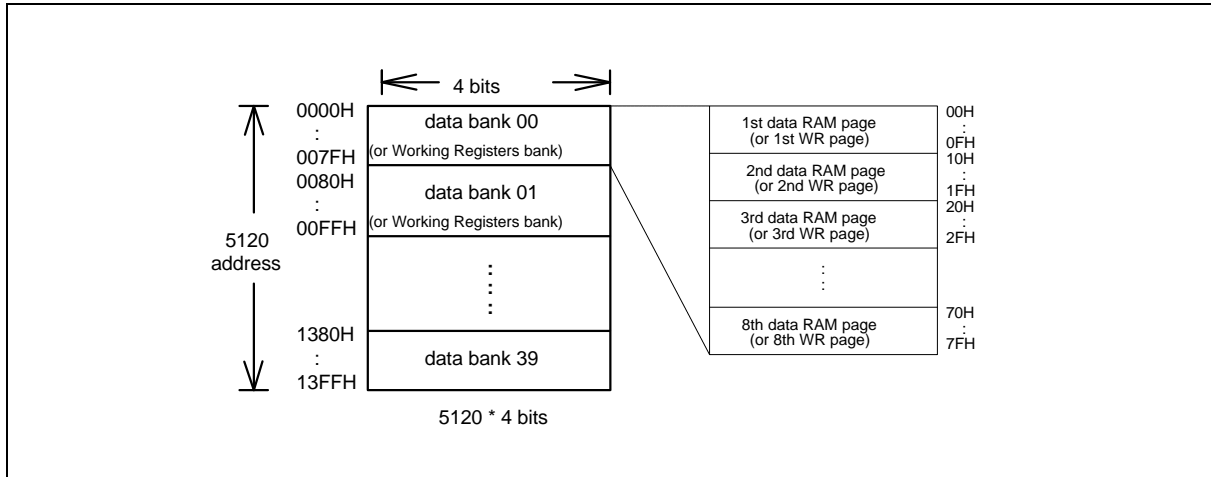 4 bits
0000H
:
007FH
0080H
:
00FFH
5120
address
1380H
:
13FFH
data bank 00
(or Working Registers bank)
data bank 01
(or Working Registers bank)
:
data bank 39
5120 * 4 bits
1st data RAM page
(or 1st WR page)
2nd data RAM page
(or 2nd WR page)
3rd data RAM page
(or 3rd WR page)
:
8th data RAM page
(or 8th WR page)
00H
:
0FH
10H
:
1FH
20H
:
2FH
70H
:
7FH